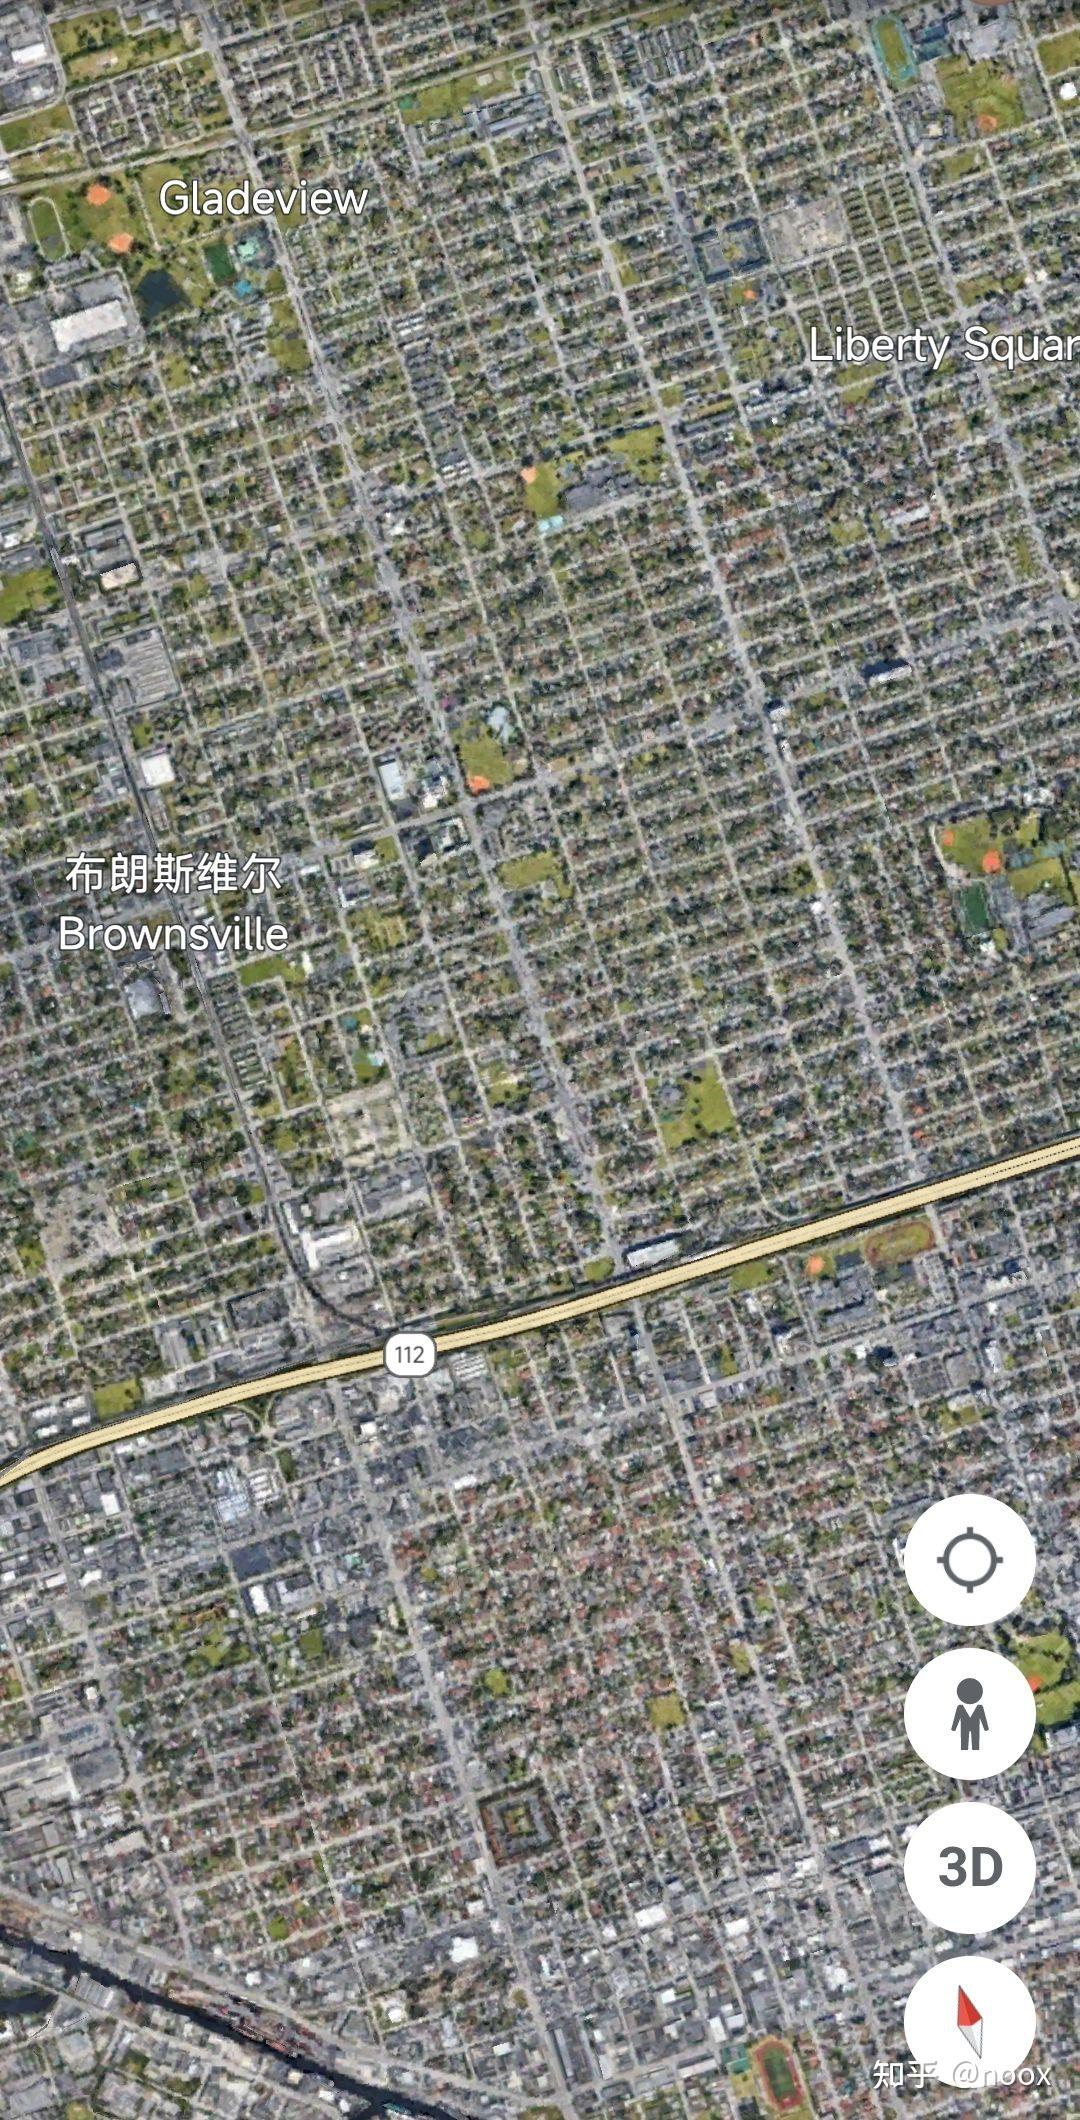 Gladeview
Liberty Squar
布朗斯维尔
Brownsville
112
3D
知乎 @noox